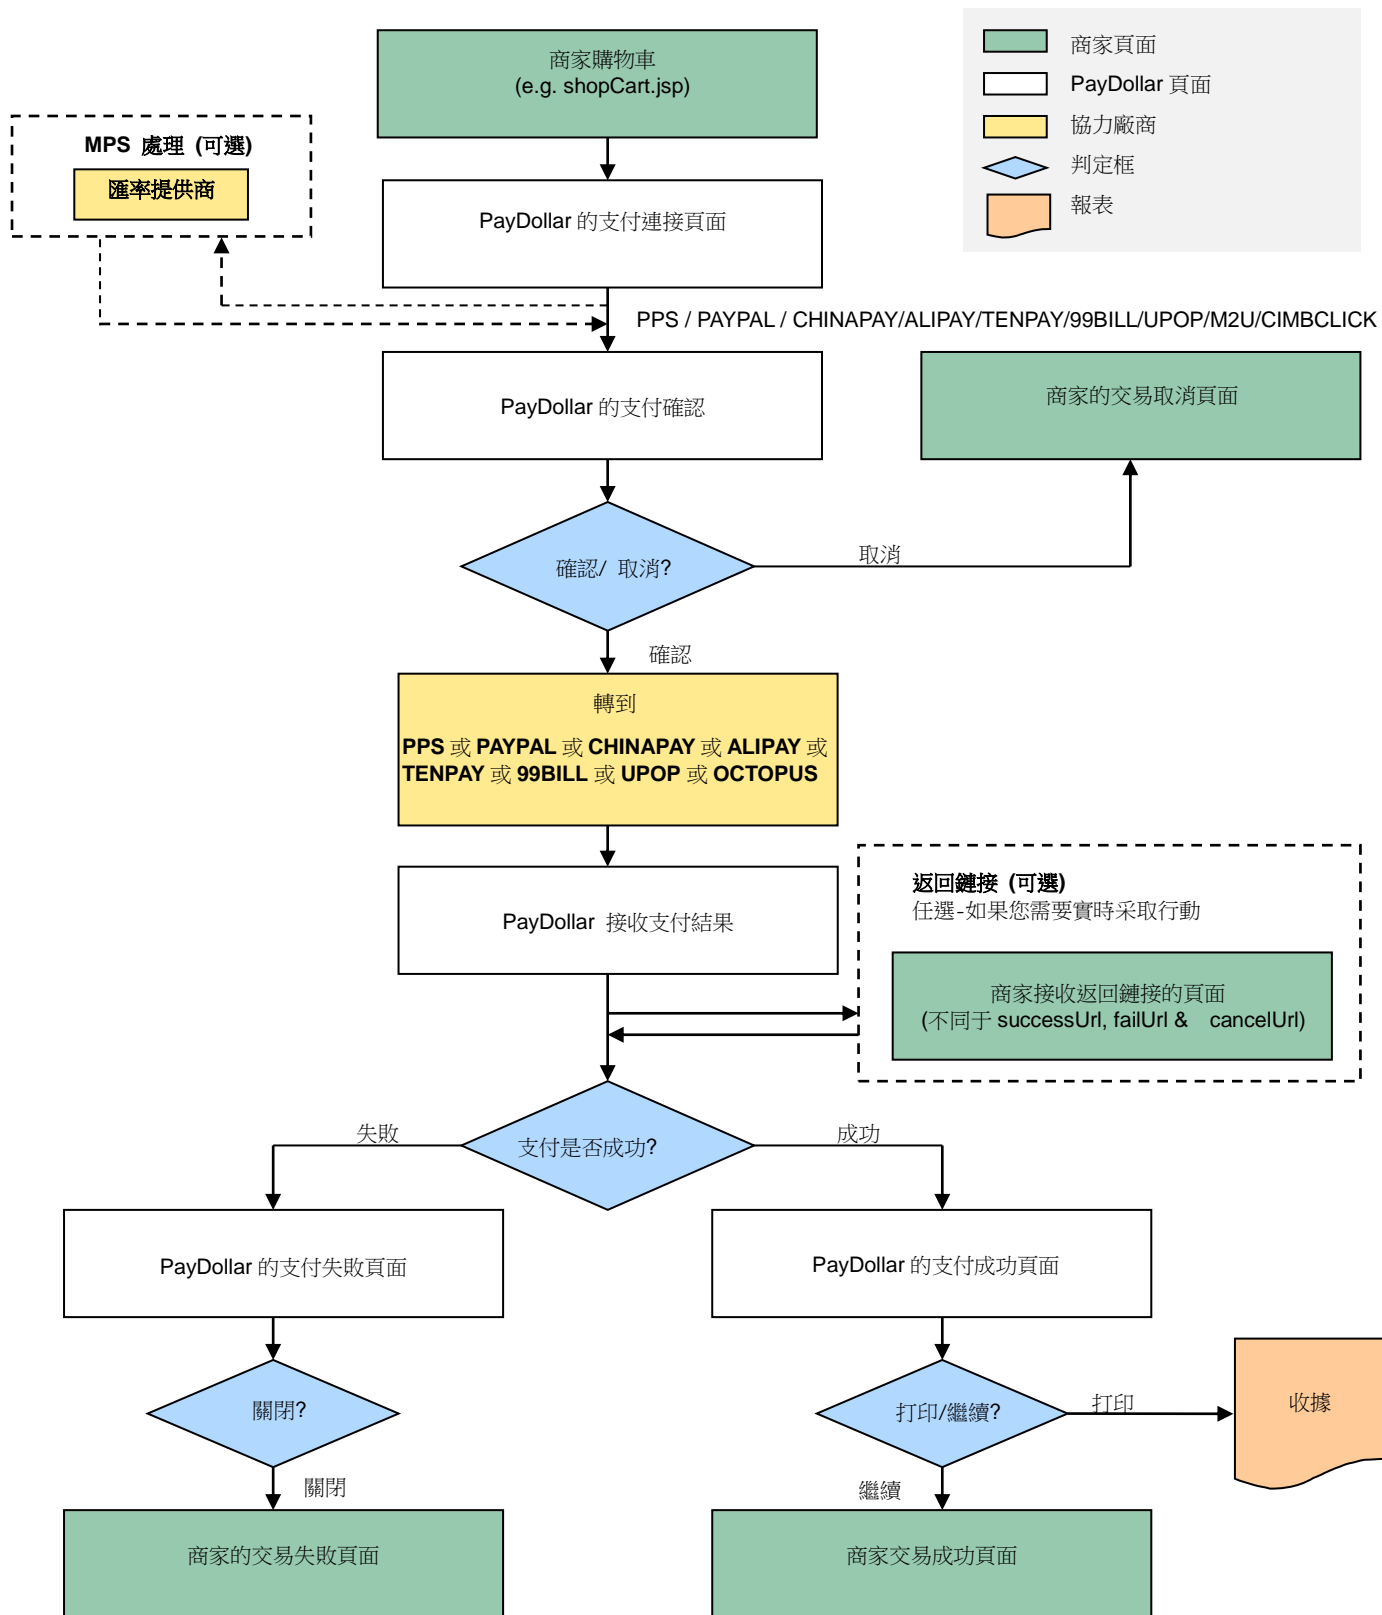 商家購物車
(e.g. shopCart.jsp)
商家頁面
PayDollar 頁面
協力廠商
判定框
報表
MPS 處理 (可選)
匯率提供商
PayDollar 的支付連接頁面
PPS / PAYPAL / CHINAPAY/ALIPAY/TENPAY/99BILL/UPOP/M2U/CIMBCLICK
PayDollar 的支付確認
商家的交易取消頁面
確認/ 取消?
取消
確認
轉到
PPS 或 PAYPAL 或 CHINAPAY 或 ALIPAY 或
TENPAY 或 99BILL 或 UPOP 或 OCTOPUS
PayDollar 接收支付結果
返回鏈接 (可選)
任選-如果您需要實時采取行動
商家接收返回鏈接的頁面
(不同于 successUrl, failUrl & cancelUrl)
支付是否成功?
失敗
成功
PayDollar 的支付失敗頁面
PayDollar 的支付成功頁面
關閉?
打印/繼續?
打印
收據
關閉
繼續
商家的交易失敗頁面
商家交易成功頁面